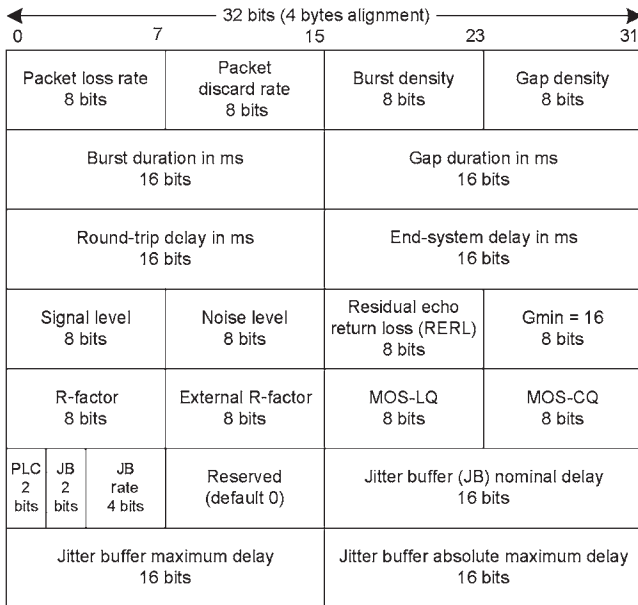 32 bits (4 bytes alignment)
0 7 15 23 31
Packet loss rate
8 bits
Packet
discard rate
8 bits
Burst density
8 bits
Gap density
8 bits
Burst duration in ms
16 bits
Gap duration in ms
16 bits
Round-trip delay in ms
16 bits
End-system delay in ms
16 bits
Signal level
8 bits
Noise level
8 bits
Residual echo
return loss (RERL)
8 bits
Gmin = 16
8 bits
R-factor
8 bits
External R-factor
8 bits
MOS-LQ
8 bits
MOS-CQ
8 bits
PLC
2
bits
JB
2
bits
JB
rate
4 bits
Reserved
(default 0)
Jitter buffer (JB) nominal delay
16 bits
Jitter buffer maximum delay
16 bits
Jitter buffer absolute maximum delay
16 bits